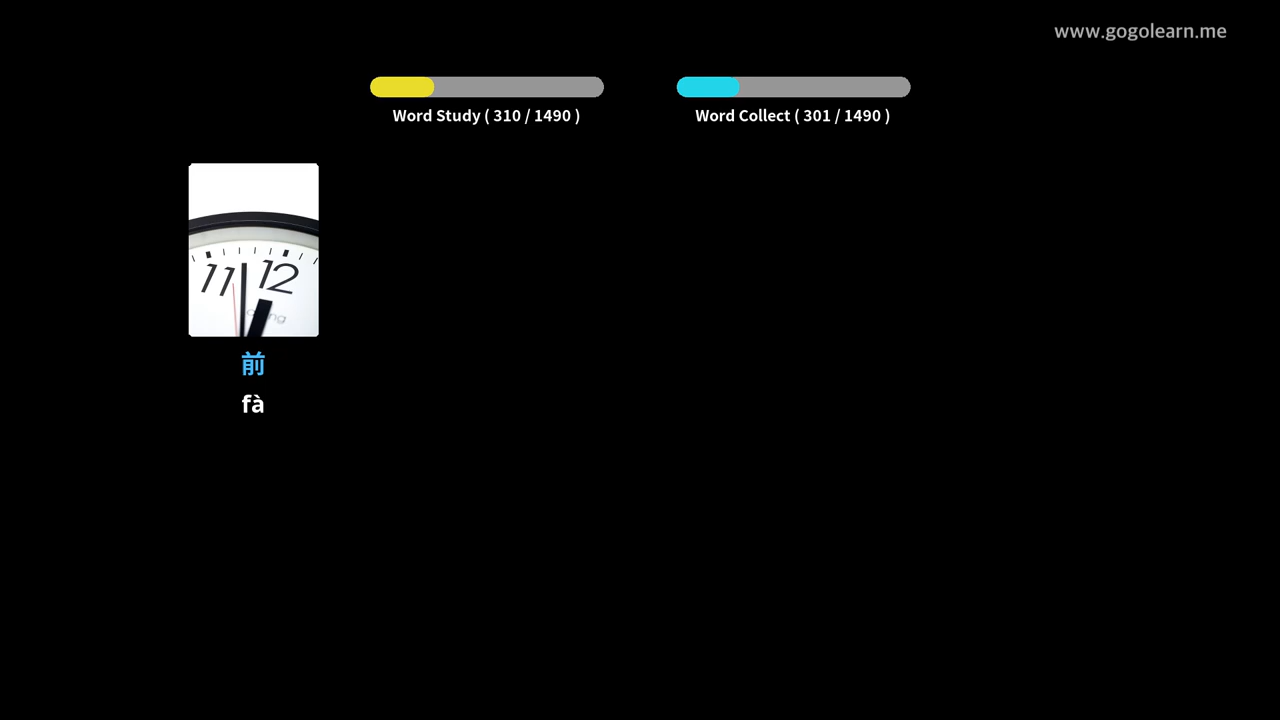 www.gogolearn.me
Word Study ( 310 / 1490 )
Word Collect ( 301 / 1490 )
11 12
前
fà